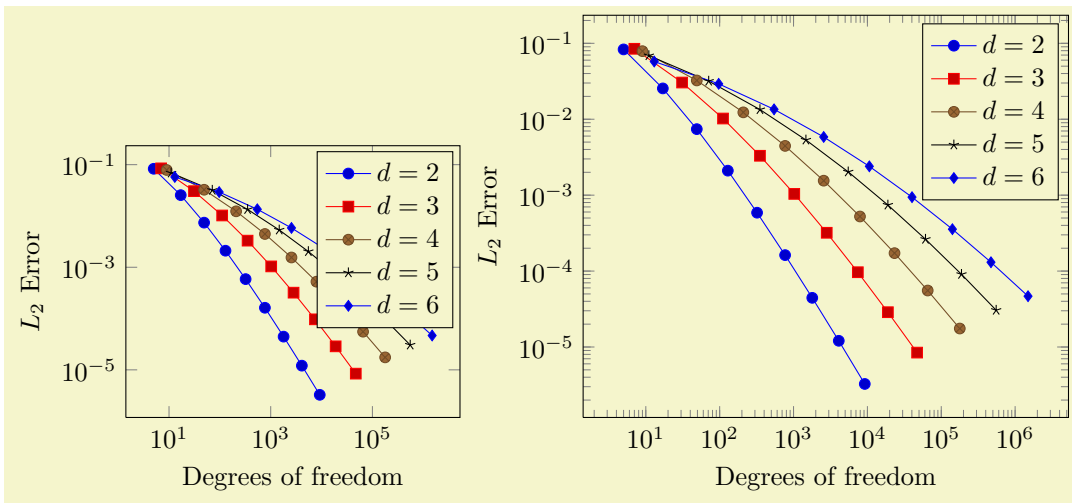 10^1
10^3
10^5
10^-5
10^-3
10^-1
Degrees of freedom
L_2 Error
d = 2
d = 3
d = 4
d = 5
d = 6
10^1
10^2
10^3
10^4
10^5
10^6
10^-5
10^-4
10^-3
10^-2
10^-1
Degrees of freedom
L_2 Error
d = 2
d = 3
d = 4
d = 5
d = 6